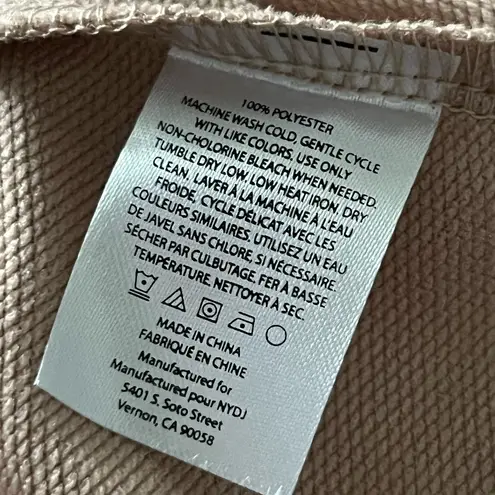 100% POLYESTER
MACHINE WASH COLD, GENTLE CYCLE
WITH LIKE COLORS. USE ONLY
NON-CHOLORINE BLEACH WHEN NEEDED.
TUMBLE DRY LOW. LOW HEAT IRON, DRY
CLEAN. LAVER À LA MACHINE À L'EAU
FROIDE, CYCLE DÉLICAT AVEC LES
COULEURS SIMILAIRES. UTILISEZ UN EAU
DE JAVEL SANS CHLORE, SI NÉCESSAIRE.
SÉCHER PAR CULBUTAGE. FER À BASSE
TEMPÉRATURE. NETTOYER À SEC.
MADE IN CHINA
FABRIQUÉ EN CHINE
Manufactured for
Manufactured pour NYDJ
5401 S. Soto Street
Vernon, CA 90058